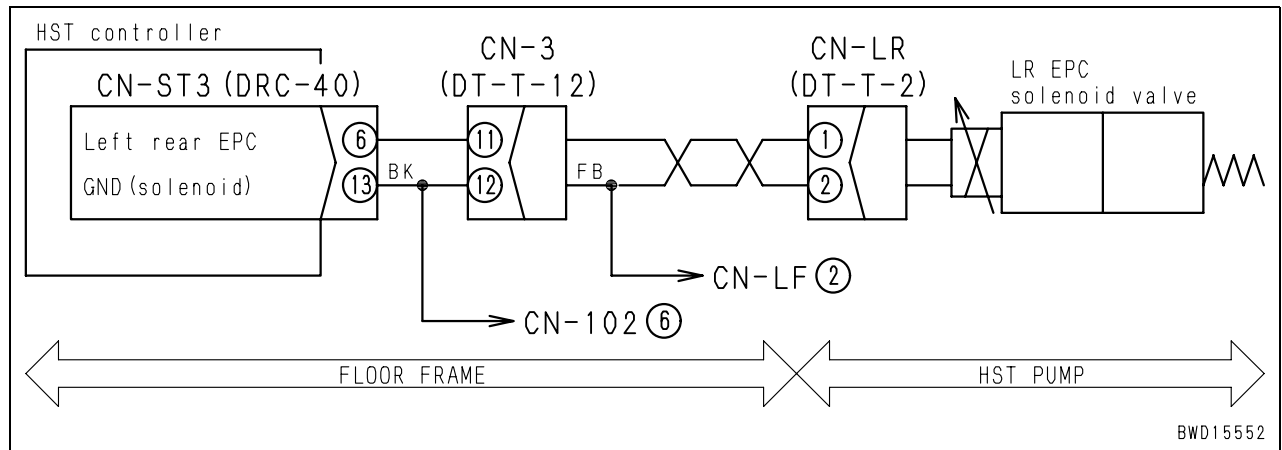 HST controller
CN-ST3 (DRC-40)
CN-3
(DT-T-12)
CN-LR
(DT-T-2)
LR EPC
solenoid valve
Left rear EPC
6
11
1
GND (solenoid)
13
BK
12
FB
2
CN-LF 2
CN-102 6
FLOOR FRAME
HST PUMP
BWD15552